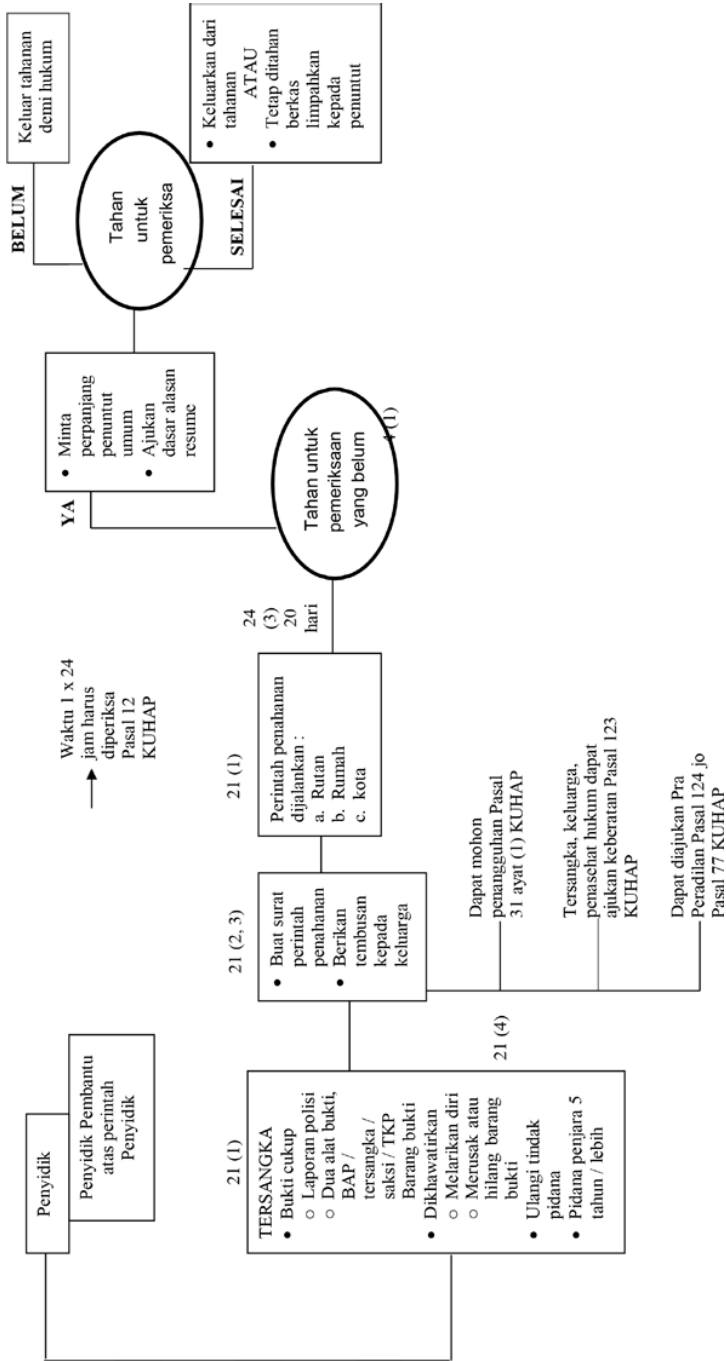 Penyidik
Penyidik Pembantu
atas perintah
Penyidik
21 (1)
TERSANGKA
• Bukti cukup
○ Laporan polisi
○ Dua alat bukti,
BAP /
tersangka /
saksi / TKP
Barang bukti
• Dikhawatirkan
○ Melarikan diri
○ Merusak atau
hilang barang
bukti
• Ulangi tindak
pidana
• Pidana penjara 5
tahun / lebih
21 (4)
21 (2, 3)
• Buat surat
perintah
penahanan
• Berikan
tembusan
kepada
keluarga
Dapat mohon
penangguhan Pasal
31 ayat (1) KUHAP
Tersangka, keluarga,
penasehat hukum dapat
ajukan keberatan Pasal 123
KUHAP
Dapat diajukan Pra
Peradilan Pasal 124 jo
Pasal 77 KUHAP
21 (1)
Perintah penahanan
dijalankan :
a. Rutan
b. Rumah
c. kota
Waktu 1 x 24
jam harus
diperiksa
Pasal 12
KUHAP
24
(3)
20
hari
Tahan untuk
pemeriksaan
yang belum
4 (1)
YA
• Minta
perpanjang
penuntut
umum
• Ajukan
dasar alasan
resume
Tahan
untuk
pemeriksa
BELUM
Keluar tahanan
demi hukum
SELESAI
• Keluarkan dari
tahanan
ATAU
• Tetap ditahan
berkas
limpahkan
kepada
penuntut